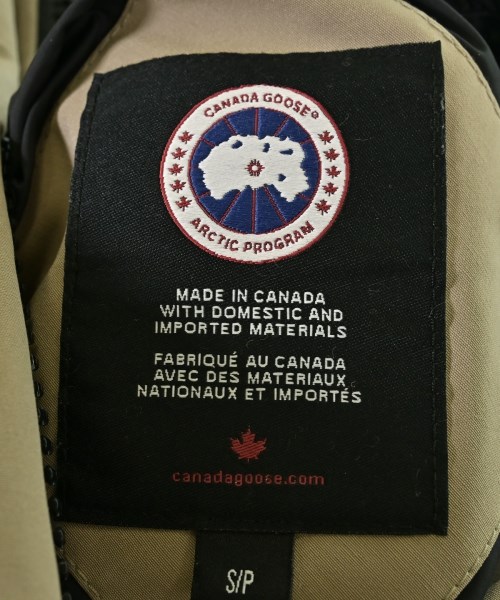 CANADA GOOSE®
ARCTIC PROGRAM
MADE IN CANADA
WITH DOMESTIC AND
IMPORTED MATERIALS
FABRIQUÉ AU CANADA
AVEC DES MATERIAUX
NATIONAUX ET IMPORTÉS
canadagoose.com
S/P